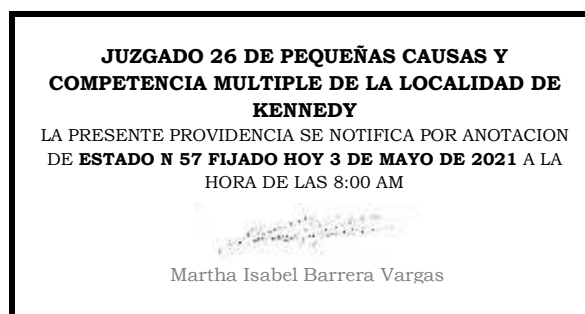 JUZGADO 26 DE PEQUEÑAS CAUSAS Y
COMPETENCIA MULTIPLE DE LA LOCALIDAD DE
KENNEDY
LA PRESENTE PROVIDENCIA SE NOTIFICA POR ANOTACION
DE ESTADO N 57 FIJADO HOY 3 DE MAYO DE 2021 A LA
HORA DE LAS 8:00 AM
Martha Isabel Barrera Vargas